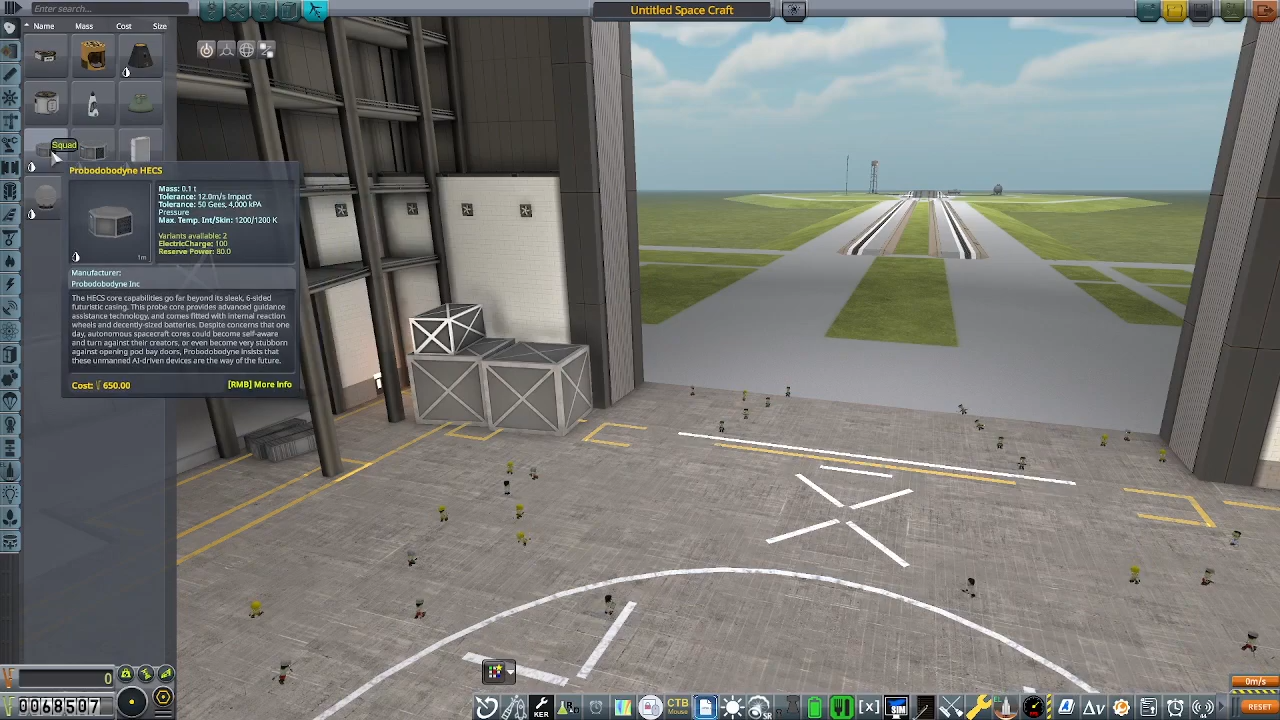 Enter search...
Untitled Space Craft
Name Mass Cost Size
Squad
Probodobodyne HECS
Mass: 0.1 t
Tolerance: 12.0m/s Impact
Tolerance: 50 Gees, 4,000 kPA
Pressure
Max. Temp. Int/Skin: 1200/1200 K
Variants available: 2
ElectricCharge: 100
Reserve Power: 80.0
1m
Manufacturer:
Probodobodyne Inc
The HECS core capabilities go far beyond its sleek, 6-sided
futuristic casing. This probe core provides advanced guidance
assistance technology, and comes fitted with internal reaction
wheels and decently-sized batteries. Despite concerns that one
day, autonomous spacecraft cores could become self-aware
and turn against their creators, or even become very stubborn
against opening pod bay doors, Probodobodyne Insists that
these unmanned AI-driven devices are the way of the future.
Cost: 650.00
[RMB] More Info
0
0068507
KER
CTB
Mouse
SR
[x]
SIM
EL
Δv
0m/s
RESET